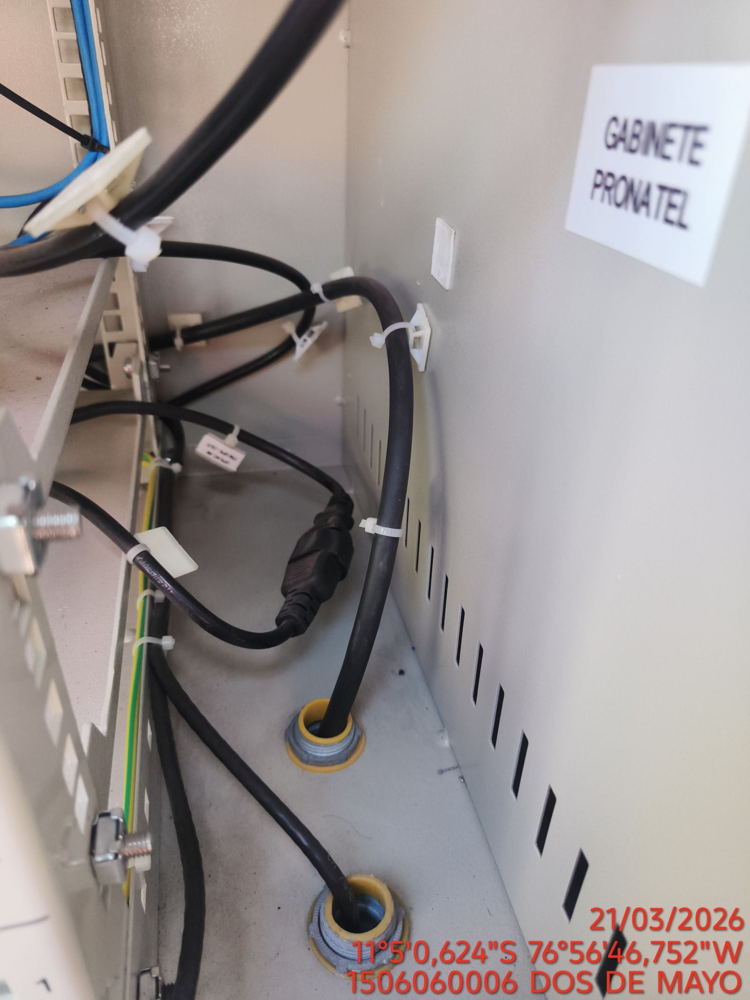 GABINETE
PRONATEL
21/03/2026
11°5'0,624"S 76°56'46,752"W
1506060006 DOS DE MAYO